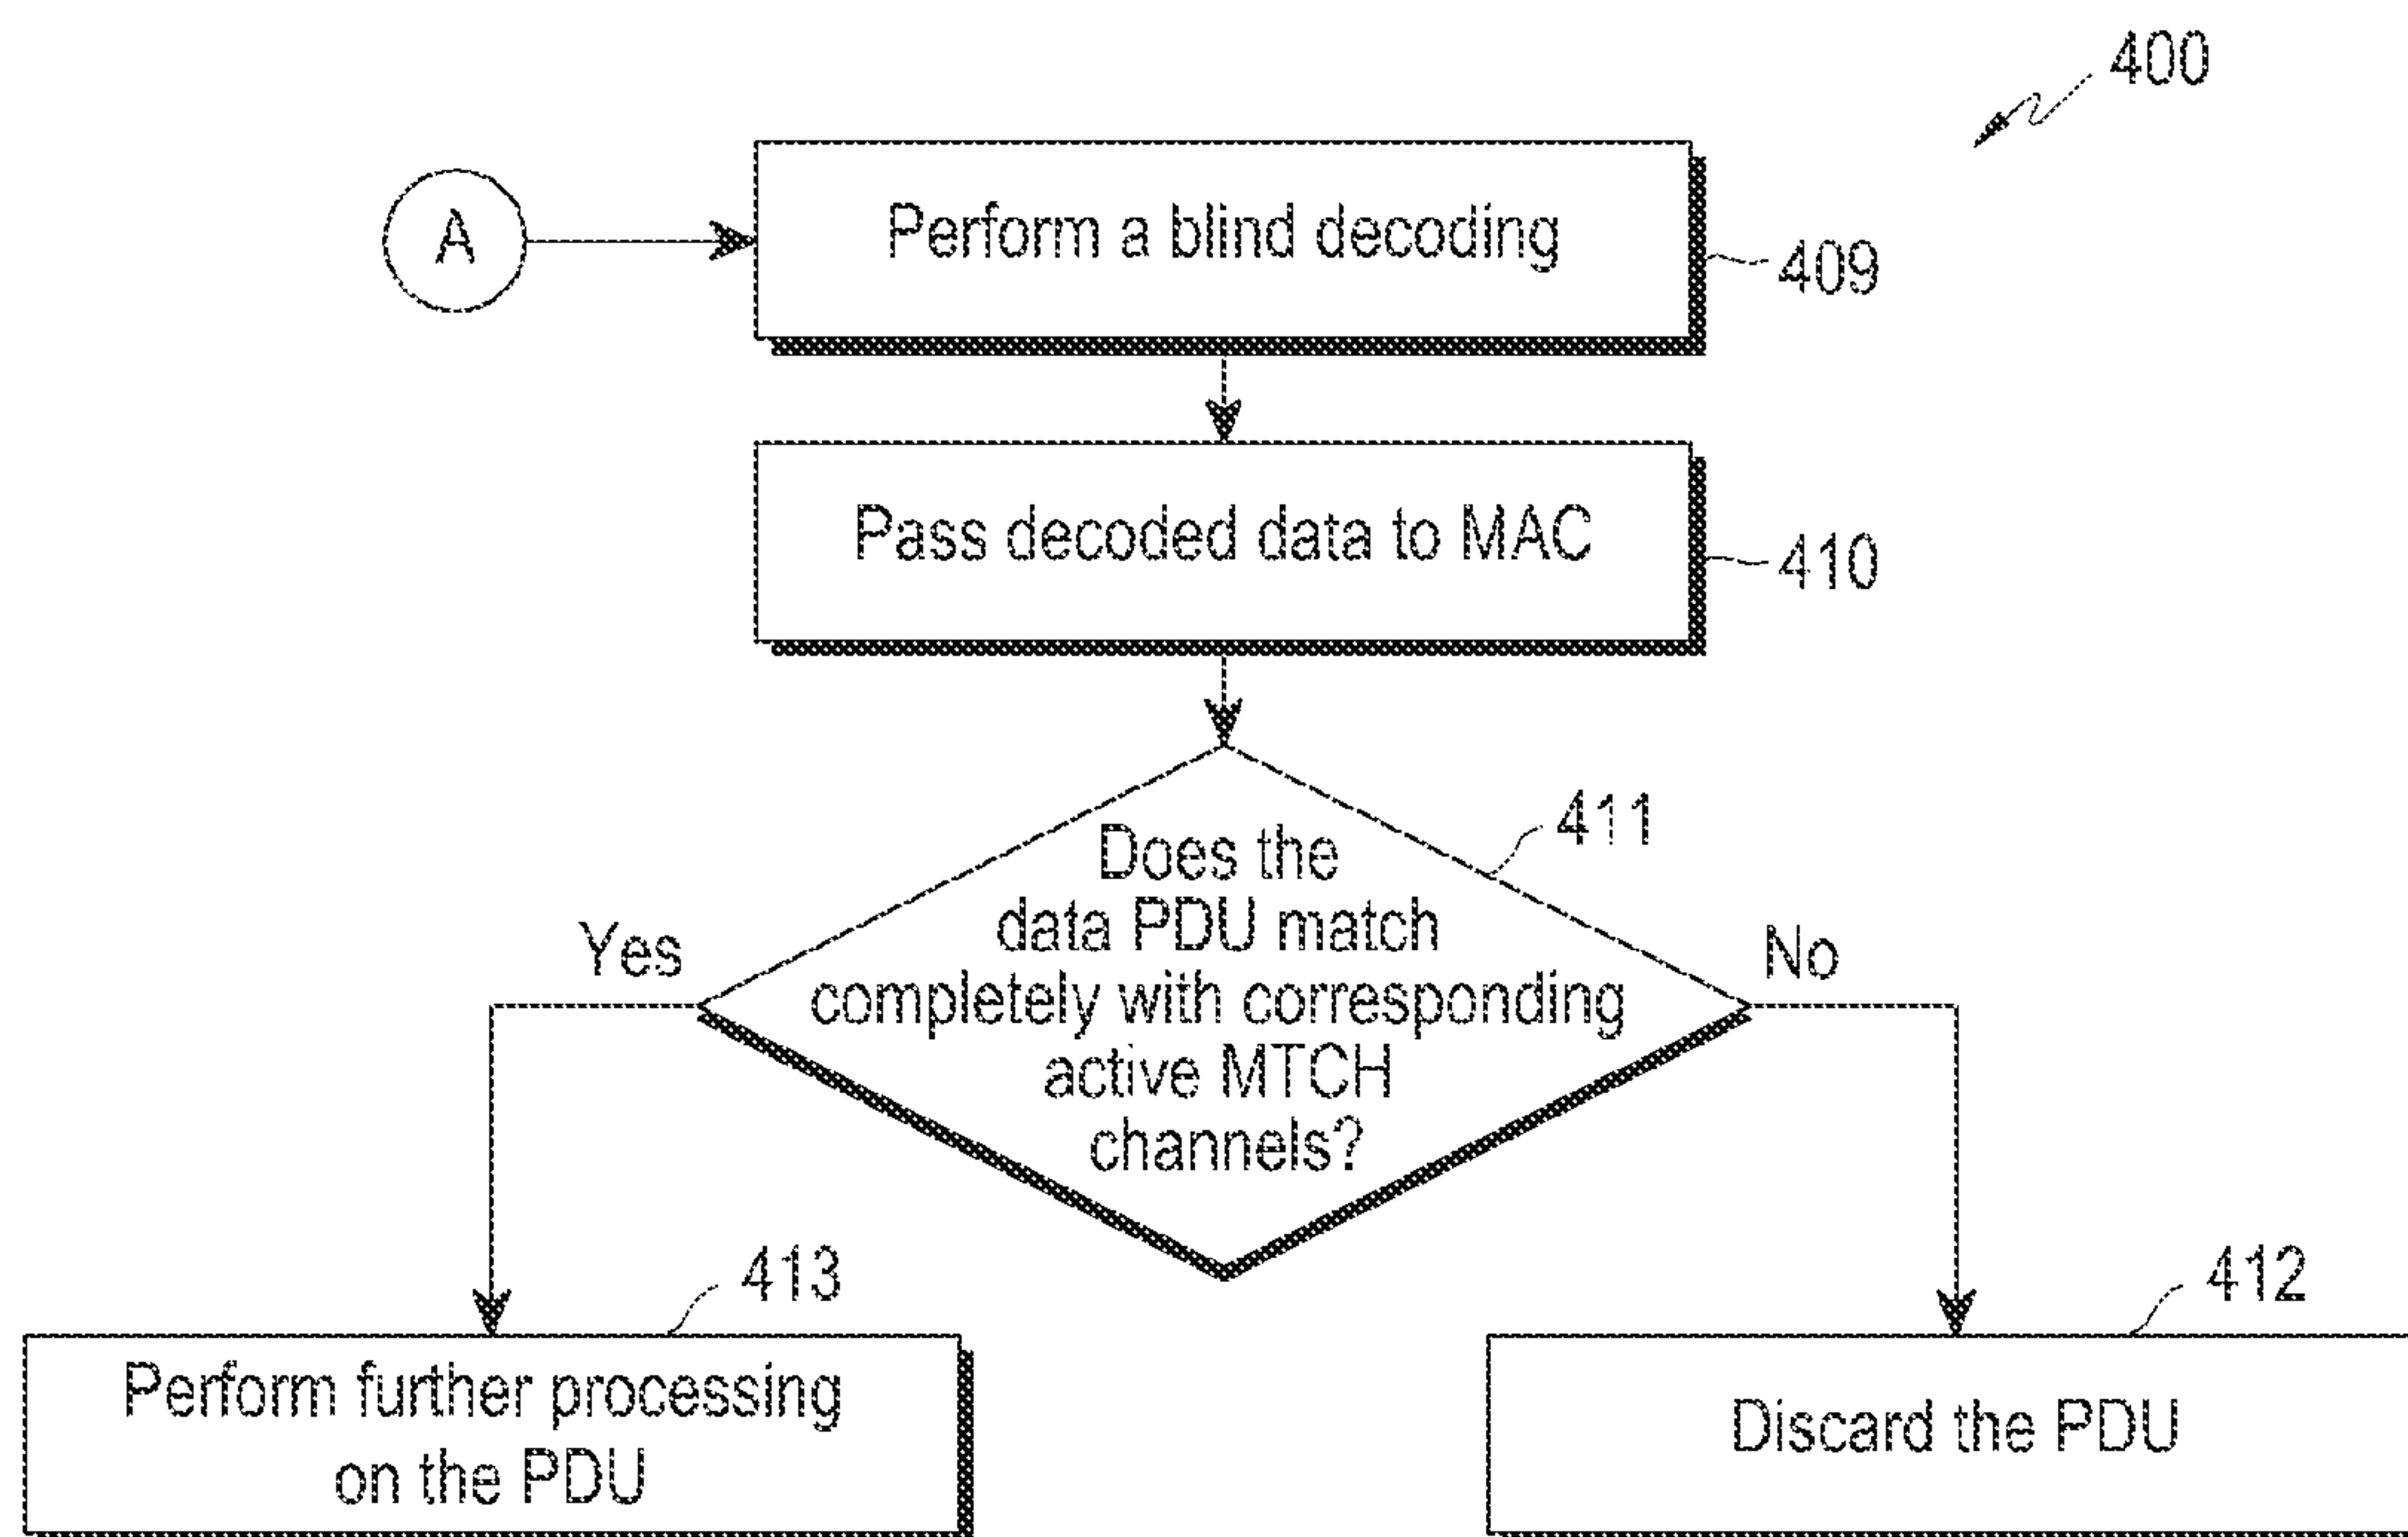 400
A
Perform a blind decoding
409
Pass decoded data to MAC
410
Does the
data PDU match
completely with corresponding
active MTCH
channels?
411
Yes
No
413
412
Perform further processing
on the PDU
Discard the PDU